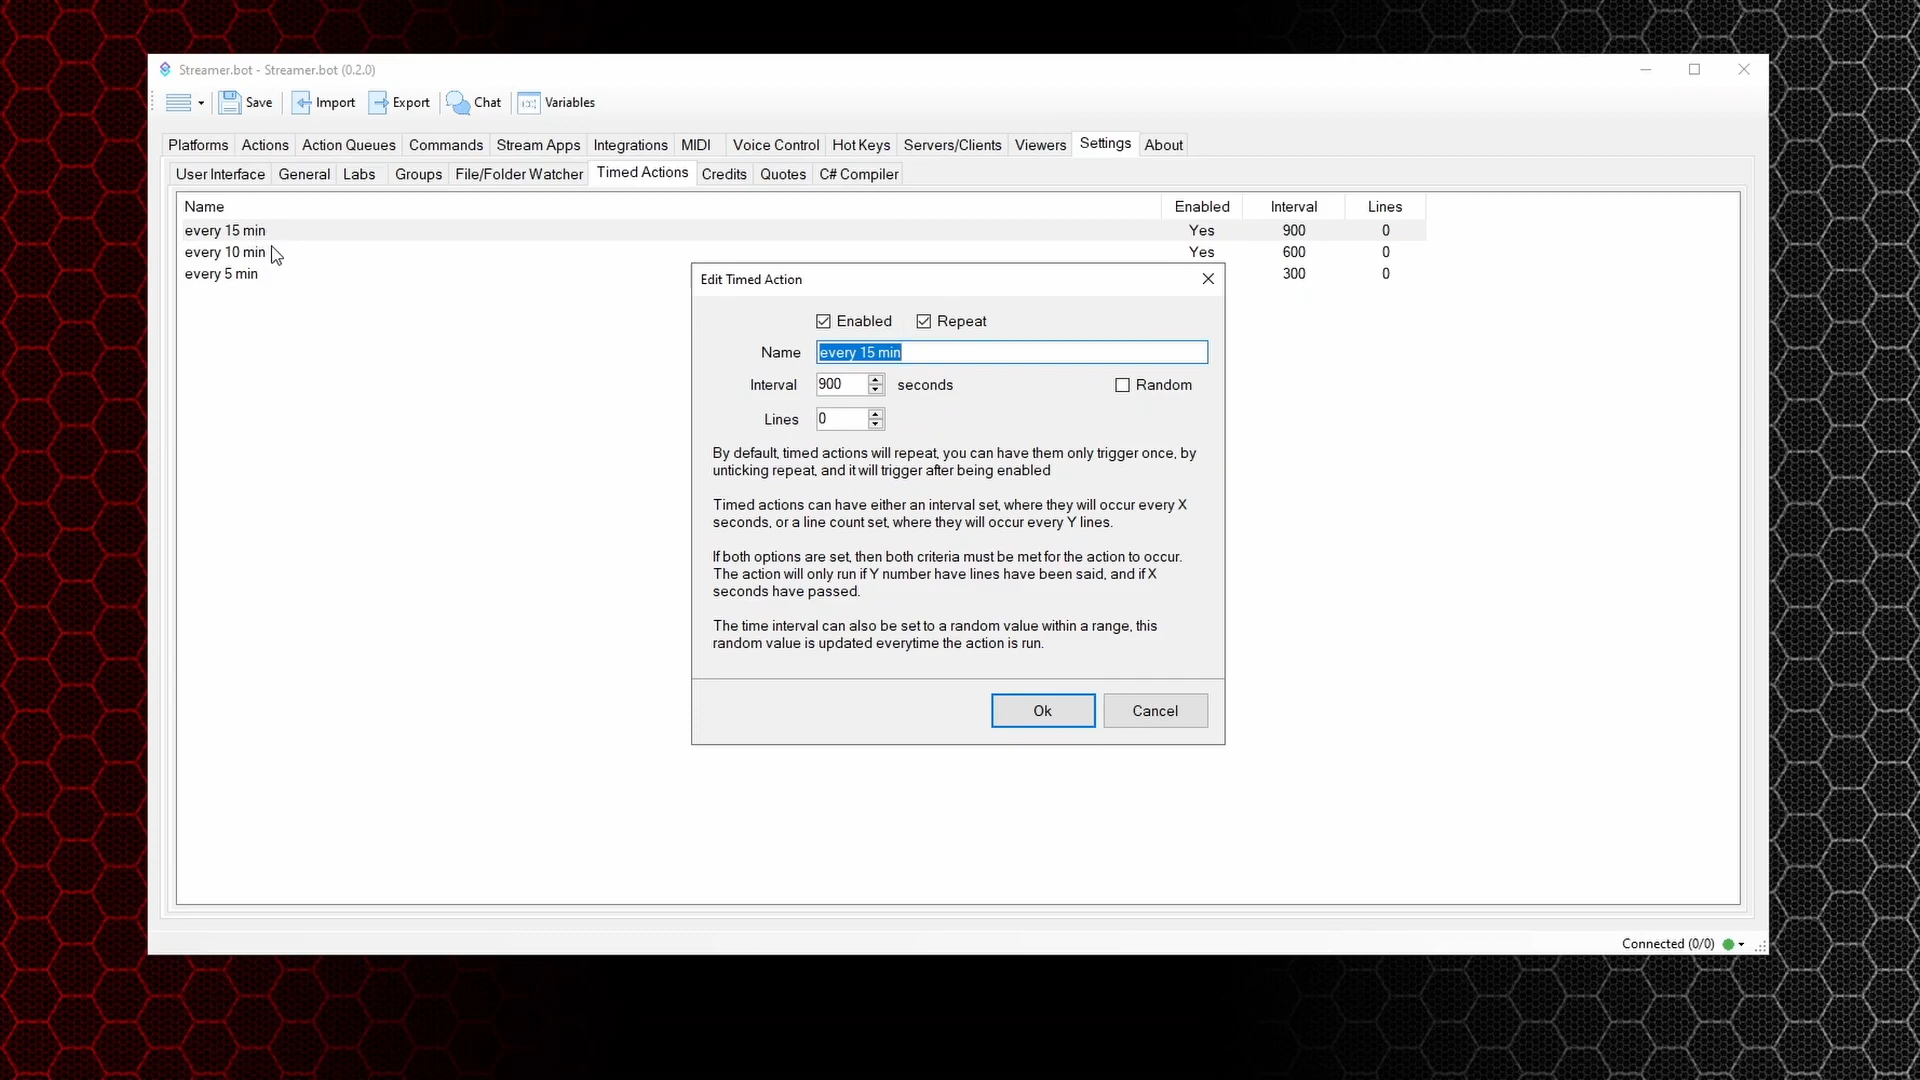 Streamer.bot - Streamer.bot (0.2.0)
Save Import Export Chat Variables
Platforms Actions Action Queues Commands Stream Apps Integrations MIDI Voice Control Hot Keys Servers/Clients Viewers Settings About
User Interface General Labs Groups File/Folder Watcher Timed Actions Credits Quotes C# Compiler
Name Enabled Interval Lines
every 15 min Yes 900 0
every 10 min Yes 600 0
every 5 min 300 0
Edit Timed Action
Enabled Repeat
Name every 15 min
Interval 900 seconds Random
Lines 0
By default, timed actions will repeat, you can have them only trigger once, by
unticking repeat, and it will trigger after being enabled
Timed actions can have either an interval set, where they will occur every X
seconds, or a line count set, where they will occur every Y lines.
If both options are set, then both criteria must be met for the action to occur.
The action will only run if Y number have lines have been said, and if X
seconds have passed.
The time interval can also be set to a random value within a range, this
random value is updated everytime the action is run.
Ok Cancel
Connected (0/0)